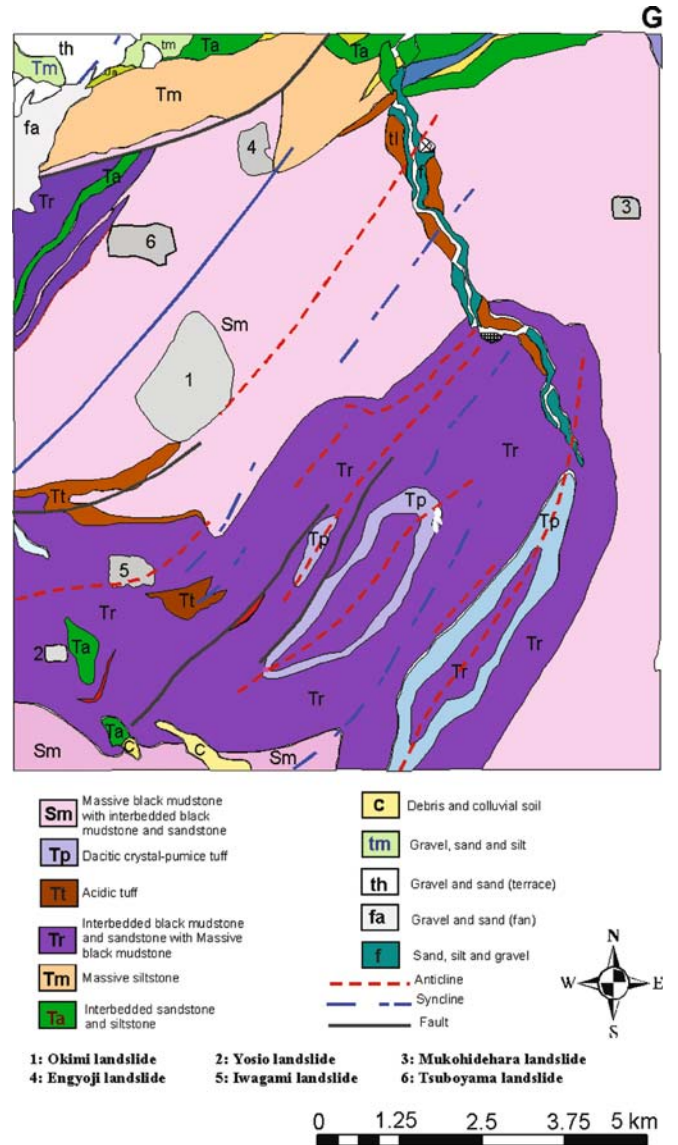 G
th
tm
Ta
Ta
Tm
Tm
fa
tl
4
Ta
Tr
3
6
Sm
1
Tr
Tr
Tp
Tt
Tp
Tp
5
Tt
Tr
Ta
2
Tr
Tr
Tr
Ta
C
C
Sm
Sm
Sm Massive black mudstone with interbedded black mudstone and sandstone
Tp Dacitic crystal-pumice tuff
Tt Acidic tuff
Tr Interbedded black mudstone and sandstone with Massive black mudstone
Tm Massive siltstone
Ta Interbedded sandstone and siltstone
C Debris and colluvial soil
tm Gravel, sand and silt
th Gravel and sand (terrace)
fa Gravel and sand (fan)
f Sand, silt and gravel
Anticline
Syncline
Fault
N
W E
S
1: Okimi landslide 2: Yosio landslide 3: Mukohidehara landslide
4: Engyoji landslide 5: Iwagami landslide 6: Tsuboyama landslide
0 1.25 2.5 3.75 5 km